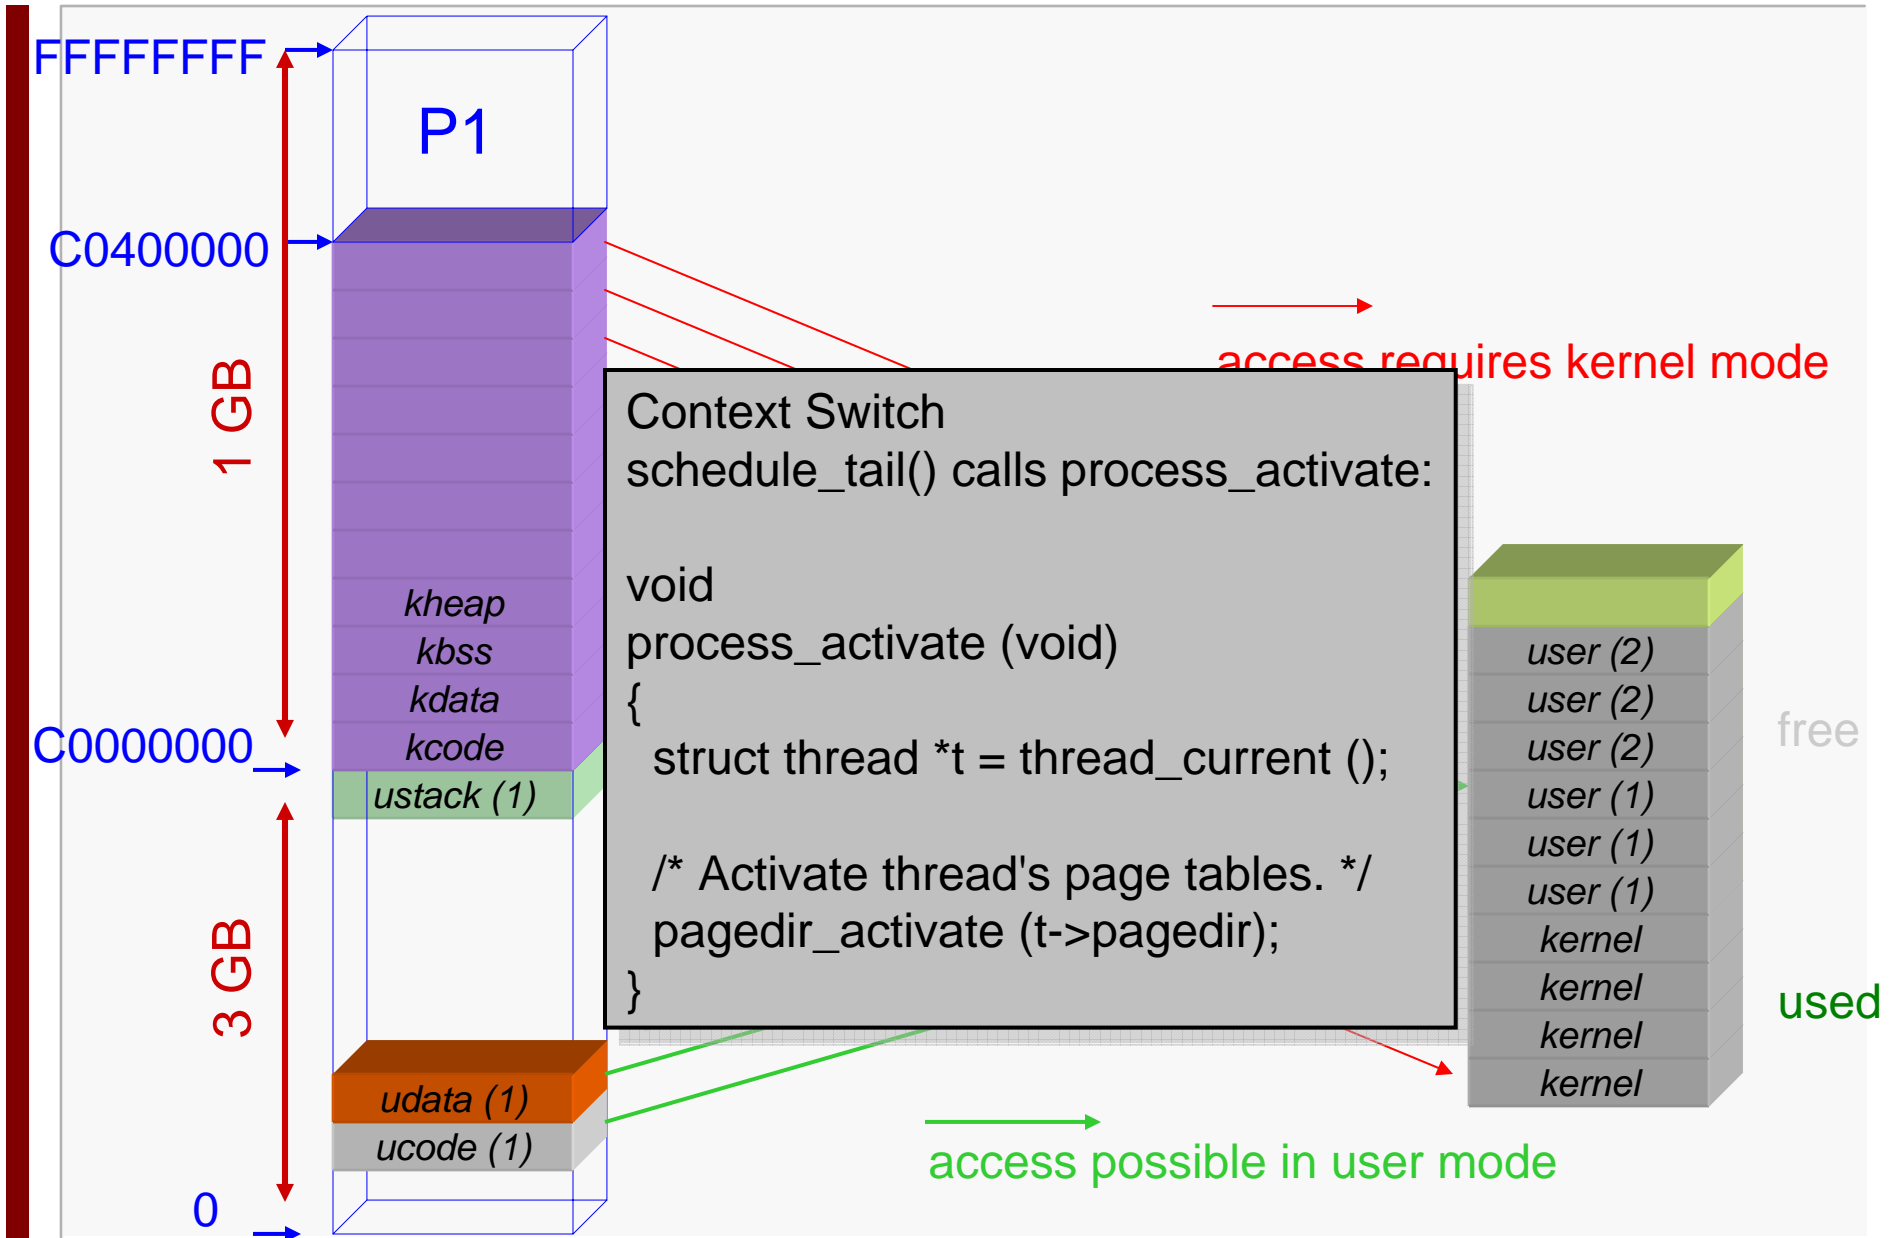 FFFFFFFF
P1
C0400000
1 GB
access requires kernel mode
Context Switch
schedule_tail() calls process_activate:
void
process_activate (void)
{
struct thread *t = thread_current ();
/* Activate thread's page tables. */
pagedir_activate (t->pagedir);
}
kheap
kbss
kdata
kcode
C0000000
ustack (1)
3 GB
udata (1)
ucode (1)
0
access possible in user mode
user (2)
user (2)
user (2)
user (1)
user (1)
user (1)
kernel
kernel
kernel
kernel
free
used